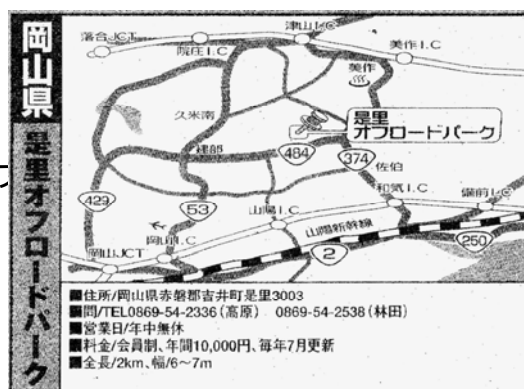 岡山県
是里オフロードパーク
落合JCT
院庄I.C
津山I.C
美作I.C
美作
久米南
是里
オフロードパーク
建部
484
374
佐伯
429
53
山陽I.C
和気I.C
備前I.C
岡山I.C
山陽新幹線
岡山JCT
2
250
■住所/岡山県赤磐郡吉井町是里3003
■問/TEL0869-54-2336(高原) 0869-54-2538(林田)
■営業日/年中無休
■料金/会員制、年間10,000円、毎年7月更新
■全長/2km、幅/6〜7m